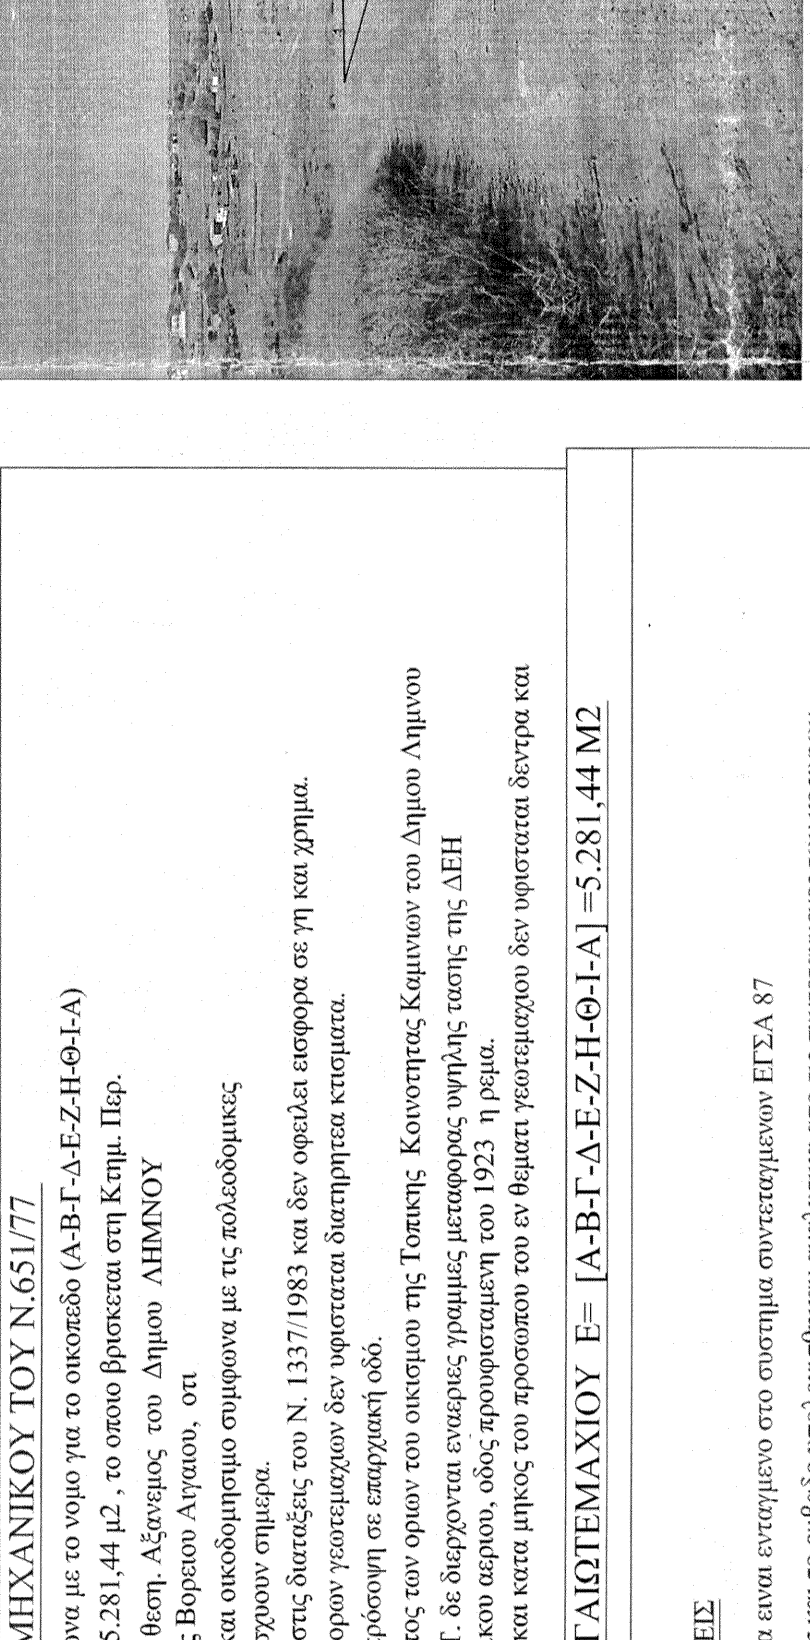 ΜΗΧΑΝΙΚΟΥ ΤΟΥ Ν.651/77
ονα με το νομο για το οικοπεδο (Α-Β-Γ-Δ-Ε-Ζ-Η-Θ-Ι-Α)
5.281,44 μ2 , το οποιο βρισκεται στη Κτημ. Περ.
θεση. Αξανεμος του Δημου ΛΗΜΝΟΥ
ς Βορειου Αιγαιου, οτι
και οικοδομησιμο συμφωνα με τις πολεοδομικες
σχυουν σημερα.
στις διαταξεις του Ν. 1337/1983 και δεν οφειλει εισφορα σε γη και χρημα.
ορων γεωτεμαχιων δεν υφισταται διατηρητεα κτισματα.
ρόσοψη σε επαρχιακή οδό.
τος των οριων του οικισμου της Τοπικης Κοινοτητας Καμινιων του Δημου Λημνου
Γ. δε διερχονται εναεριες γραμμες μεταφορας υψηλης τασης της ΔΕΗ
ικου αεριου, οδος προυφισταμενη του 1923 η ρεμα.
και κατα μηκος του προσωπου του εν θεματι γεωτεμαχιου δεν υφισταται δεντρα και
ΓΑΙΩΤΕΜΑΧΙΟΥ Ε= [Α-Β-Γ-Δ-Ε-Ζ-Η-Θ-Ι-Α] =5.281,44 Μ2
ΕΙΣ
α ειναι ενταγμενο στο συστημα συντεταγμενων ΕΓΣΑ 87